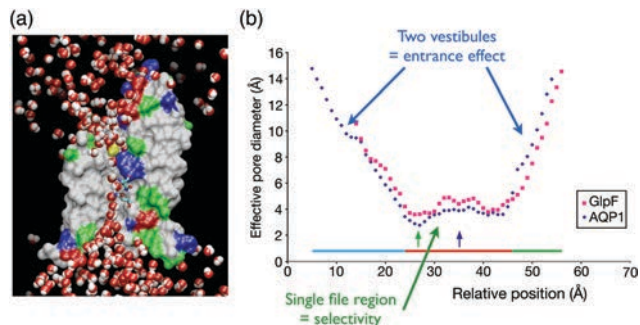 (a)
(b)
Two vestibules
= entrance effect
Effective pore diameter (Å)
16
14
12
10
8
6
4
2
0
0
10
20
30
40
50
60
70
Relative position (Å)
GlpF
AQP1
Single file region
= selectivity